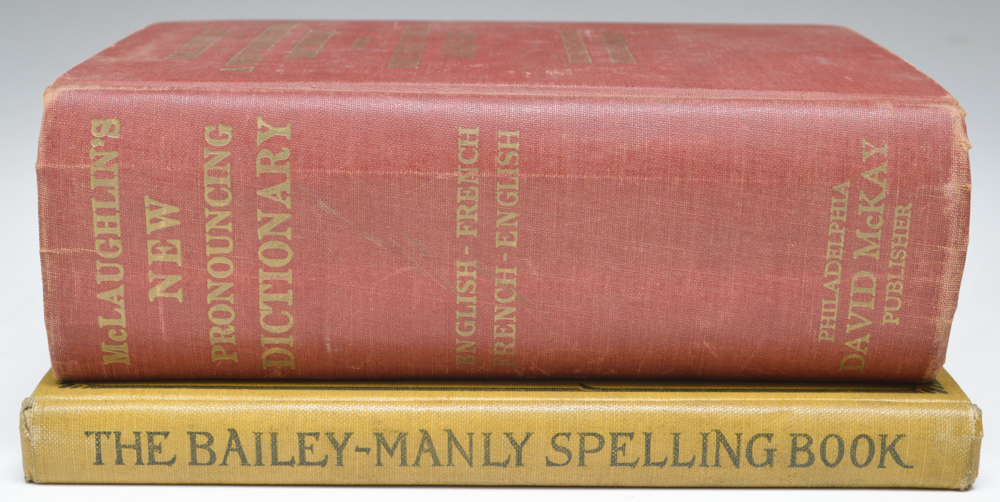 McLAUGHLIN'S
NEW
PRONOUNCING
DICTIONARY
ENGLISH-FRENCH
FRENCH-ENGLISH
PHILADELPHIA
DAVID McKAY
PUBLISHER
THE BAILEY-MANLY SPELLING BOOK